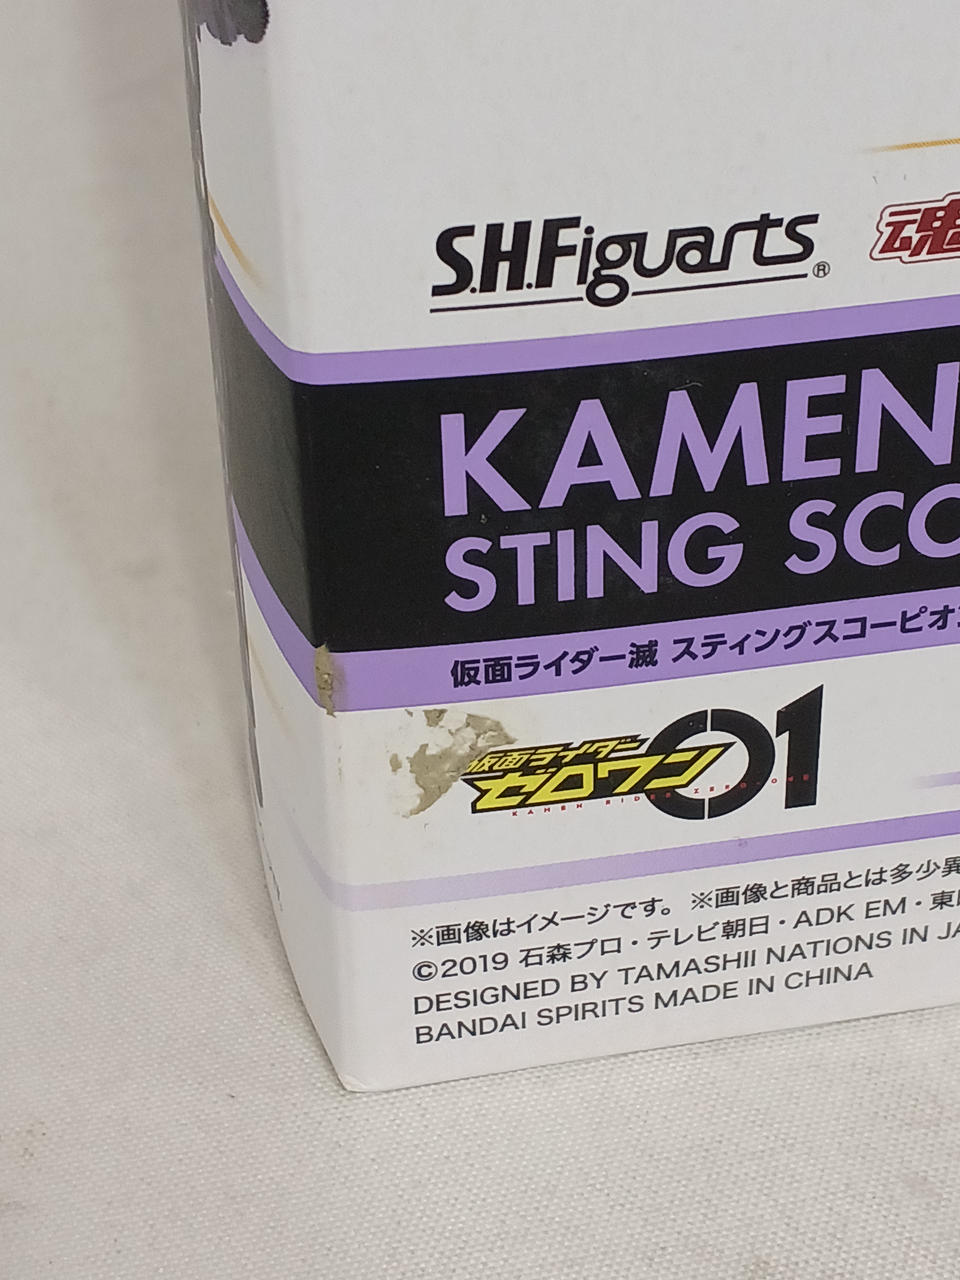 S.H.Figuarts® 魂
KAMEN
STING SCO
仮面ライダー滅 スティングスコーピオン
仮面ライダー
ゼロワン 01
KAMEN RIDER ZERO-ONE
※画像はイメージです。 ※画像と商品とは多少異
©2019 石森プロ・テレビ朝日・ADK EM・東映
DESIGNED BY TAMASHII NATIONS IN JA
BANDAI SPIRITS MADE IN CHINA